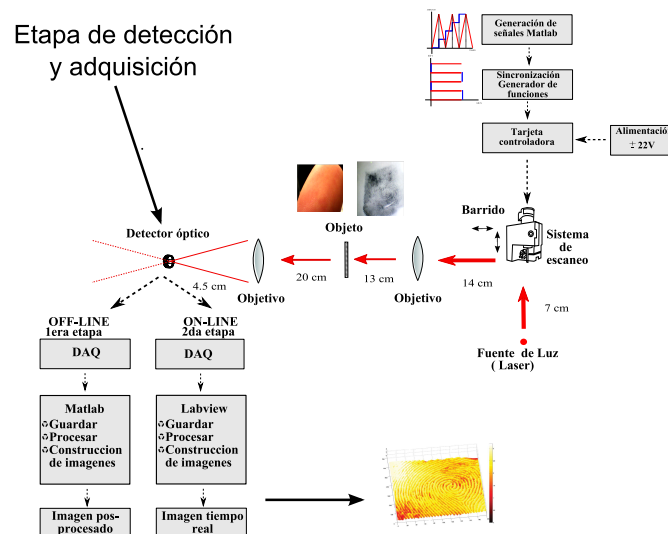 Etapa de detección
y adquisición
Generación de
señales Matlab
Sincronización
Generador de
funciones
Tarjeta
controladora
Alimentació
± 22V
Barrido
Sistema
de
escaneo
Objeto
Detector óptico
20 cm
13 cm
14 cm
4.5 cm
Objetivo
Objetivo
7 cm
Fuente de Luz
( Laser)
OFF-LINE
1era etapa
ON-LINE
2da etapa
DAQ
DAQ
Matlab
Guardar
Procesar
Construccion
de imagenes
Labview
Guardar
Procesar
Construccion
de imagenes
Imagen pos-
procesado
Imagen tiempo
real